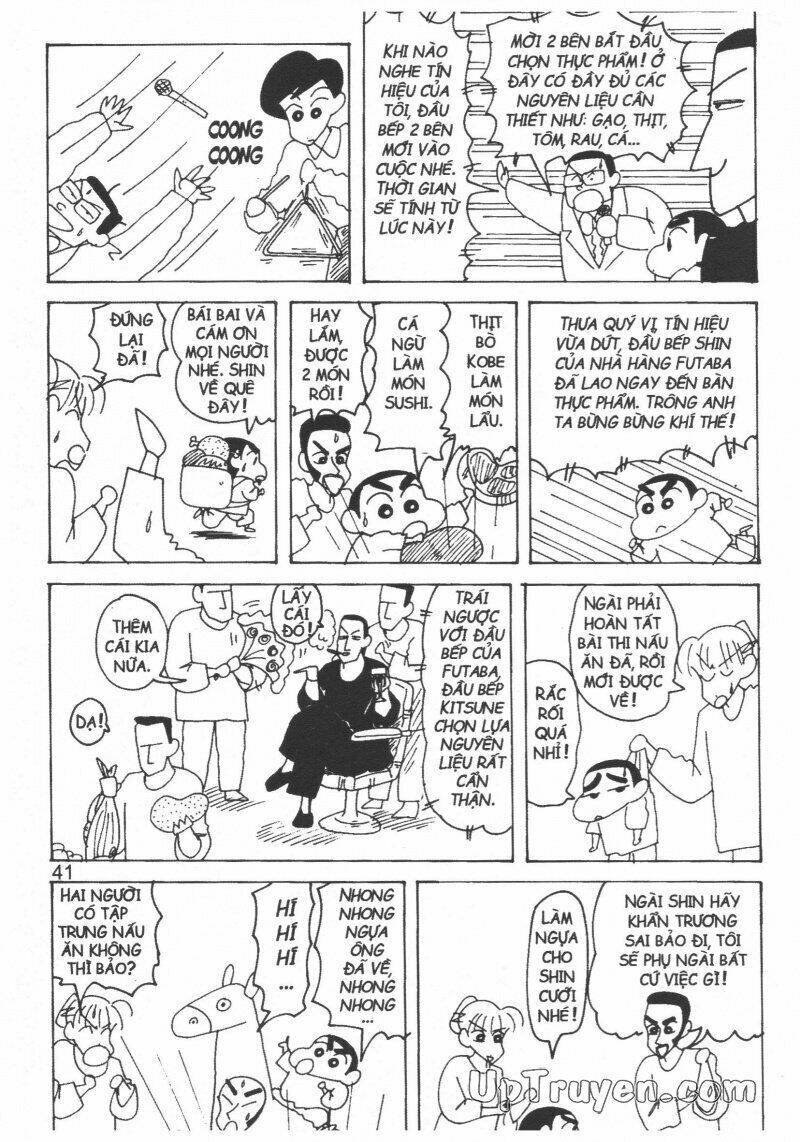 MỜI 2 BÊN BẮT ĐẦU
CHỌN THỰC PHẨM! Ở
ĐÂY CÓ ĐẦY ĐỦ CÁC
NGUYÊN LIỆU CẦN
THIẾT NHƯ: GẠO, THỊT,
TÔM, RAU, CÁ...
KHI NÀO
NGHE TÍN
HIỆU CỦA
TÔI, ĐẦU
BẾP 2 BÊN
MỚI VÀO
CUỘC NHÉ.
THỜI GIAN
SẼ TÍNH TỪ
LÚC NÀY!
COONG
COONG
THƯA QUÝ VỊ, TÍN HIỆU
VỪA DỨT, ĐẦU BẾP SHIN
CỦA NHÀ HÀNG FUTABA
ĐÃ LAO NGAY ĐẾN BÀN
THỰC PHẨM. TRÔNG ANH
TA BỪNG BỪNG KHÍ THẾ!
THỊT
BÒ
KOBE
LÀM
MÓN
LẨU.
CÁ
NGỪ
LÀM
MÓN
SUSHI.
HAY
LẮM,
ĐƯỢC
2 MÓN
RỒI!
BÁI BAI VÀ
CÁM ƠN
MỌI NGƯỜI
NHÉ. SHIN
VỀ QUÊ
ĐÂY!
ĐỨNG
LẠI
ĐÃ!
NGÀI PHẢI
HOÀN TẤT
BÀI THI NẤU
ĂN ĐÃ, RỒI
MỚI ĐƯỢC
VỀ!
RẮC
RỐI
QUÁ
NHỈ!
TRÁI
NGƯỢC
VỚI ĐẦU
BẾP CỦA
FUTABA,
ĐẦU BẾP
KITSUNE
CHỌN LỰA
NGUYÊN
LIỆU RẤT
CẨN
THẬN.
LẤY
CÁI
ĐÓ!
THÊM
CÁI KIA
NỮA.
DẠ!
41
NGÀI SHIN HÃY
KHẨN TRƯƠNG
SAI BẢO ĐI, TÔI
SẼ PHỤ NGÀI BẤT
CỨ VIỆC GÌ!
LÀM
NGỰA
CHO
SHIN
CƯỠI
NHÉ!
NHONG
NHONG
NGỰA
ÔNG
ĐÃ VỀ,
NHONG
NHONG
...
HÍ
HÍ
HÍ
...
HAI NGƯỜI
CÓ TẬP
TRUNG NẤU
ĂN KHÔNG
THÌ BẢO?
UpTruyen.com